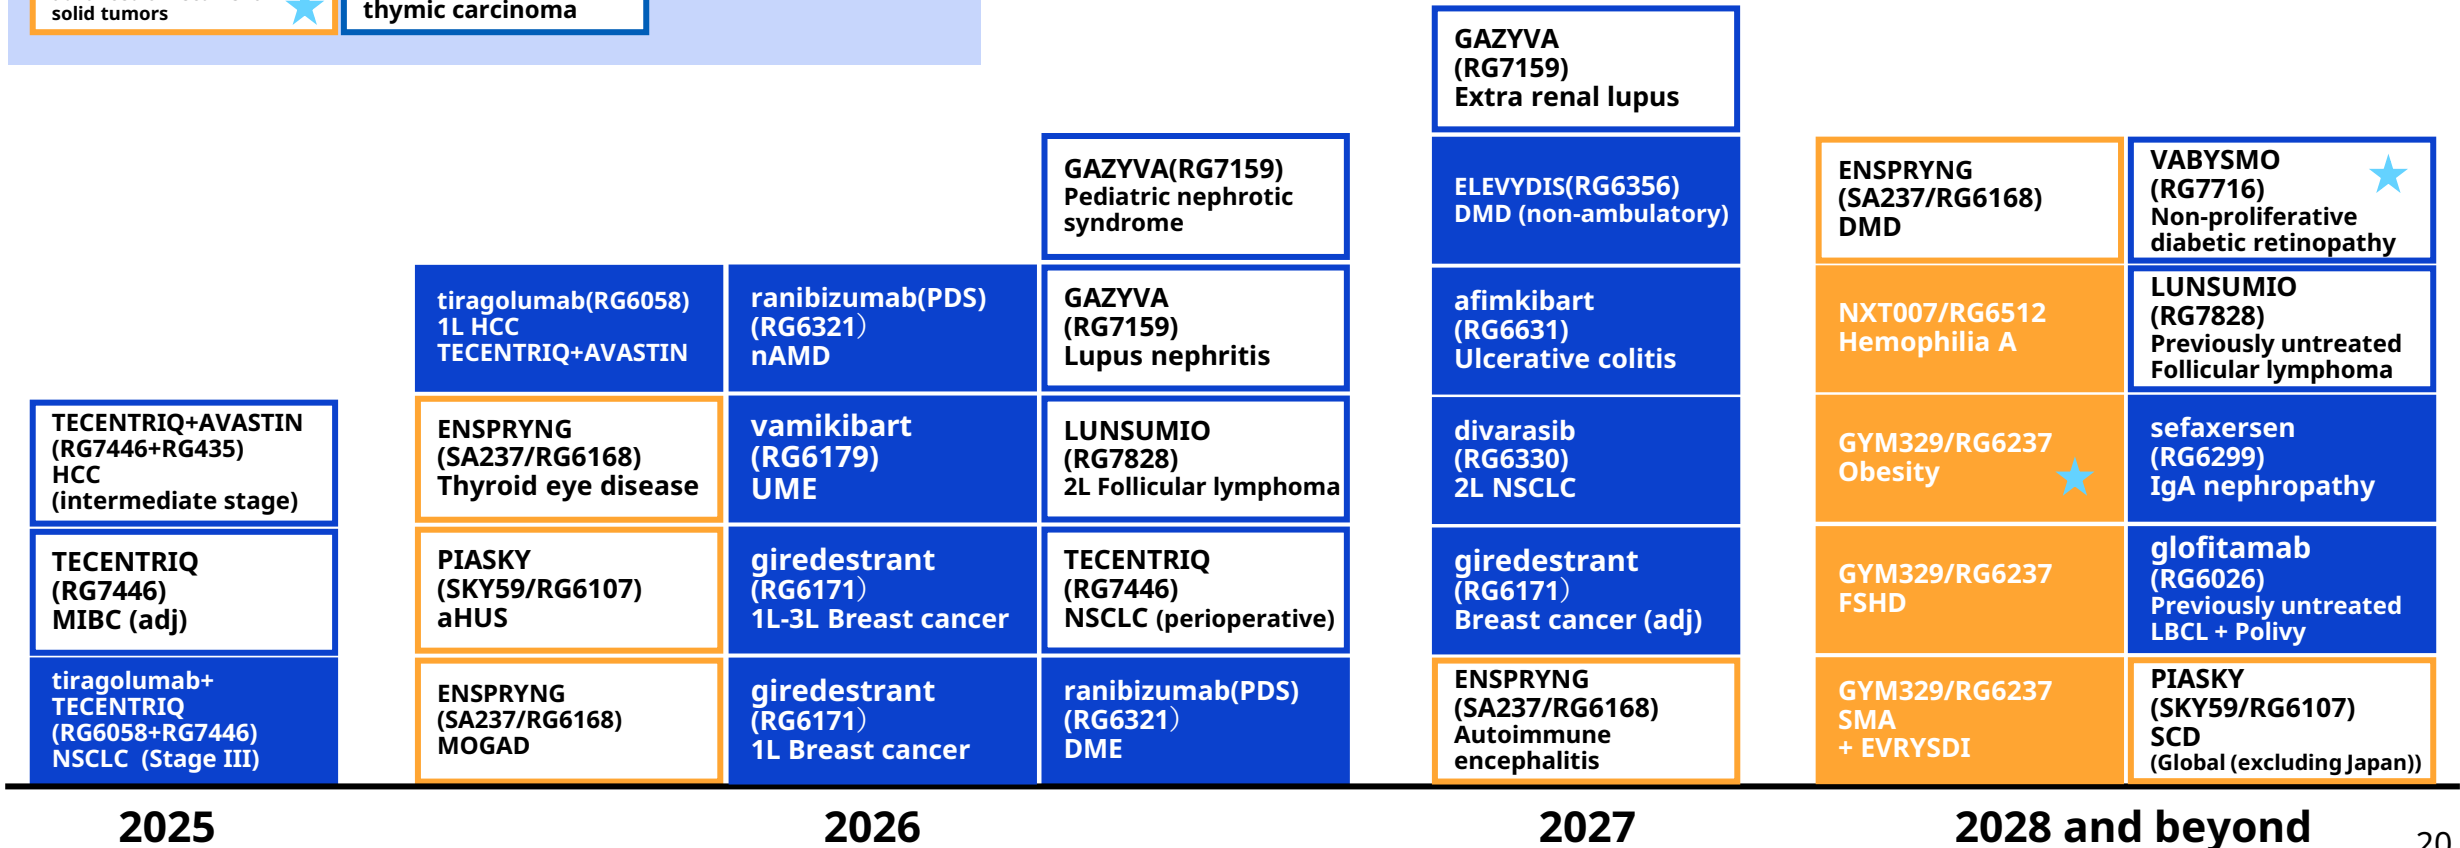 solid tumors
thymic carcinoma
TECENTRIQ+AVASTIN
(RG7446+RG435)
HCC
(intermediate stage)
TECENTRIQ
(RG7446)
MIBC (adj)
tiragolumab+
TECENTRIQ
(RG6058+RG7446)
NSCLC (Stage III)
2025
tiragolumab(RG6058)
1L HCC
TECENTRIQ+AVASTIN
ENSPRYNG
(SA237/RG6168)
Thyroid eye disease
PIASKY
(SKY59/RG6107)
aHUS
ENSPRYNG
(SA237/RG6168)
MOGAD
ranibizumab(PDS)
(RG6321）
nAMD
vamikibart
(RG6179)
UME
giredestrant
(RG6171）
1L-3L Breast cancer
giredestrant
(RG6171）
1L Breast cancer
GAZYVA(RG7159)
Pediatric nephrotic
syndrome
GAZYVA
(RG7159)
Lupus nephritis
LUNSUMIO
(RG7828)
2L Follicular lymphoma
TECENTRIQ
(RG7446)
NSCLC (perioperative)
ranibizumab(PDS)
(RG6321）
DME
2026
GAZYVA
(RG7159)
Extra renal lupus
ELEVYDIS(RG6356)
DMD (non-ambulatory)
afimkibart
(RG6631)
Ulcerative colitis
divarasib
(RG6330)
2L NSCLC
giredestrant
(RG6171）
Breast cancer (adj)
ENSPRYNG
(SA237/RG6168)
Autoimmune
encephalitis
2027
ENSPRYNG
(SA237/RG6168)
DMD
NXT007/RG6512
Hemophilia A
GYM329/RG6237
Obesity
GYM329/RG6237
FSHD
GYM329/RG6237
SMA
+ EVRYSDI
VABYSMO
(RG7716)
Non-proliferative
diabetic retinopathy
LUNSUMIO
(RG7828)
Previously untreated
Follicular lymphoma
sefaxersen
(RG6299)
IgA nephropathy
glofitamab
(RG6026)
Previously untreated
LBCL + Polivy
PIASKY
(SKY59/RG6107)
SCD
(Global (excluding Japan))
2028 and beyond
20